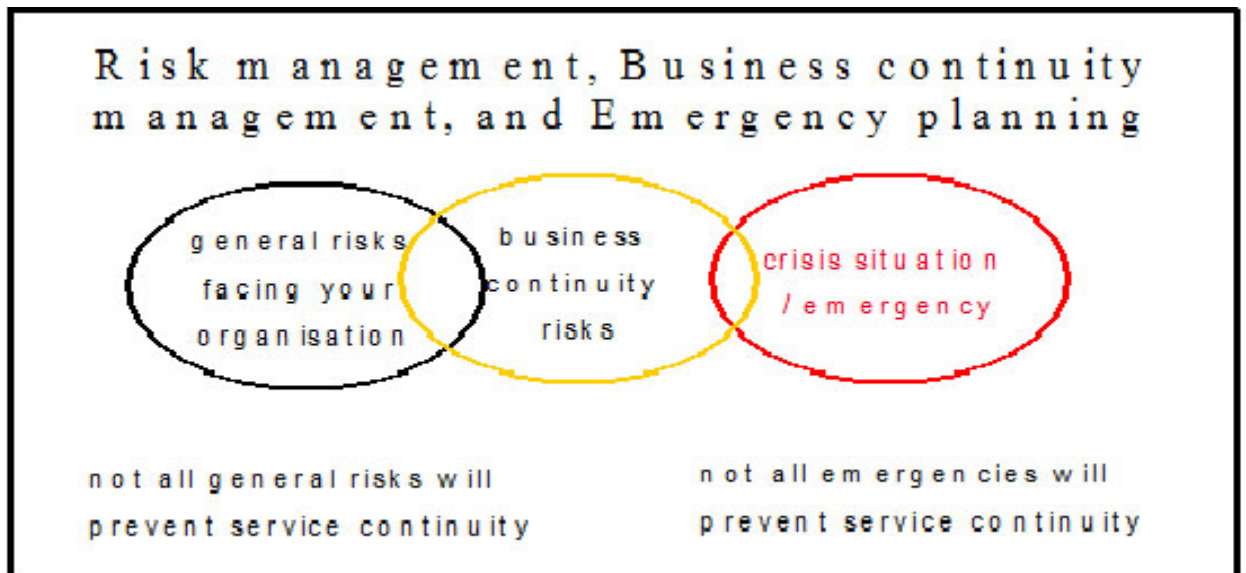 Risk management, Business continuity
management, and Emergency planning
general risks
facing your
organisation
business
continuity
risks
crisis situation
/ emergency
not all general risks will
prevent service continuity
not all emergencies will
prevent service continuity